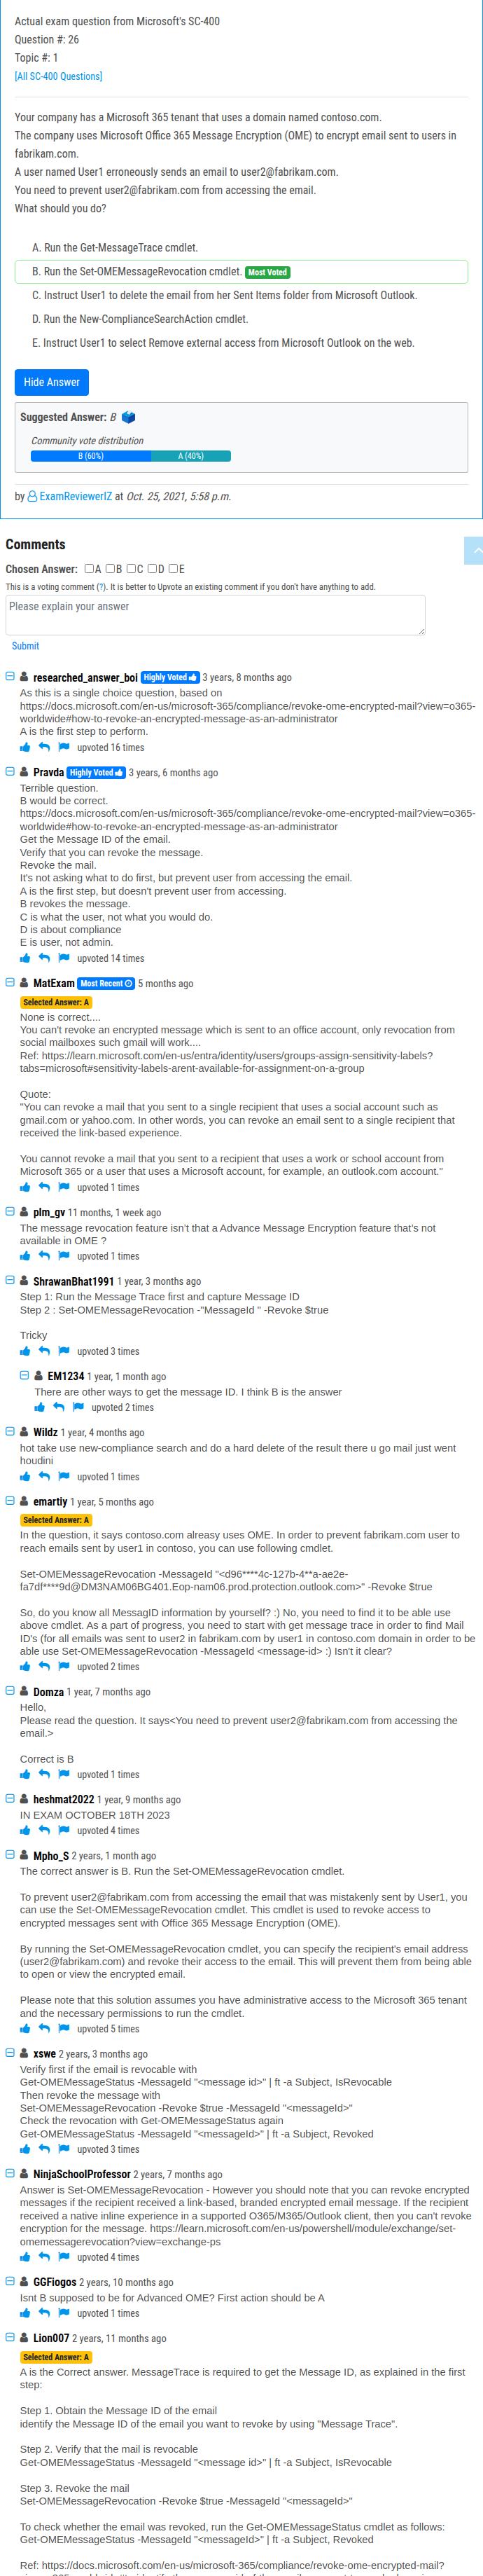 Actual exam question from Microsoft's SC-400
Question #: 26
Topic #: 1
[All SC-400 Questions]
Your company has a Microsoft 365 tenant that uses a domain named contoso.com.
The company uses Microsoft Office 365 Message Encryption (OME) to encrypt email sent to users in
fabrikam.com.
A user named User1 erroneously sends an email to user2@fabrikam.com.
You need to prevent user2@fabrikam.com from accessing the email.
What should you do?
A. Run the Get-MessageTrace cmdlet.
B. Run the Set-OMEMessageRevocation cmdlet. Most Voted
C. Instruct User1 to delete the email from her Sent Items folder from Microsoft Outlook.
D. Run the New-ComplianceSearchAction cmdlet.
E. Instruct User1 to select Remove external access from Microsoft Outlook on the web.
Hide Answer
Suggested Answer: B
Community vote distribution
B (60%) A (40%)
by ExamReviewerIZ at Oct. 25, 2021, 5:58 p.m.
Comments
Chosen Answer: A B C D E
This is a voting comment (?). It is better to Upvote an existing comment if you don't have anything to add.
Please explain your answer
Submit
researched_answer_boi Highly Voted 3 years, 8 months ago
As this is a single choice question, based on
https://docs.microsoft.com/en-us/microsoft-365/compliance/revoke-ome-encrypted-mail?view=o365-
worldwide#how-to-revoke-an-encrypted-message-as-an-administrator
A is the first step to perform.
upvoted 16 times
Pravda Highly Voted 3 years, 6 months ago
Terrible question.
B would be correct.
https://docs.microsoft.com/en-us/microsoft-365/compliance/revoke-ome-encrypted-mail?view=o365-
worldwide#how-to-revoke-an-encrypted-message-as-an-administrator
Get the Message ID of the email.
Verify that you can revoke the message.
Revoke the mail.
It's not asking what to do first, but prevent user from accessing the email.
A is the first step, but doesn't prevent user from accessing.
B revokes the message.
C is what the user, not what you would do.
D is about compliance
E is user, not admin.
upvoted 14 times
MatExam Most Recent 5 months ago
Selected Answer: A
None is correct....
You can't revoke an encrypted message which is sent to an office account, only revocation from
social mailboxes such gmail will work....
Ref: https://learn.microsoft.com/en-us/entra/identity/users/groups-assign-sensitivity-labels?
tabs=microsoft#sensitivity-labels-arent-available-for-assignment-on-a-group
Quote:
"You can revoke a mail that you sent to a single recipient that uses a social account such as
gmail.com or yahoo.com. In other words, you can revoke an email sent to a single recipient that
received the link-based experience.
You cannot revoke a mail that you sent to a recipient that uses a work or school account from
Microsoft 365 or a user that uses a Microsoft account, for example, an outlook.com account."
upvoted 1 times
plm_gv 11 months, 1 week ago
The message revocation feature isn't that a Advance Message Encryption feature that's not
available in OME ?
upvoted 1 times
ShrawanBhat1991 1 year, 3 months ago
Step 1: Run the Message Trace first and capture Message ID
Step 2 : Set-OMEMessageRevocation -"MessageId " -Revoke $true
Tricky
upvoted 3 times
EM1234 1 year, 1 month ago
There are other ways to get the message ID. I think B is the answer
upvoted 2 times
Wildz 1 year, 4 months ago
hot take use new-compliance search and do a hard delete of the result there u go mail just went
houdini
upvoted 1 times
emartiy 1 year, 5 months ago
Selected Answer: A
In the question, it says contoso.com alreasy uses OME. In order to prevent fabrikam.com user to
reach emails sent by user1 in contoso, you can use following cmdlet.
Set-OMEMessageRevocation -MessageId "<d96****4c-127b-4**a-ae2e-
fa7df****9d@DM3NAM06BG401.Eop-nam06.prod.protection.outlook.com>" -Revoke $true
So, do you know all MessagID information by yourself? :) No, you need to find it to be able use
above cmdlet. As a part of progress, you need to start with get message trace in order to find Mail
ID's (for all emails was sent to user2 in fabrikam.com by user1 in contoso.com domain in order to be
able use Set-OMEMessageRevocation -MessageId <message-id> :) Isn't it clear?
upvoted 2 times
Domza 1 year, 7 months ago
Hello,
Please read the question. It says<You need to prevent user2@fabrikam.com from accessing the
email.>
Correct is B
upvoted 1 times
heshmat2022 1 year, 9 months ago
IN EXAM OCTOBER 18TH 2023
upvoted 4 times
Mpho_S 2 years, 1 month ago
The correct answer is B. Run the Set-OMEMessageRevocation cmdlet.
To prevent user2@fabrikam.com from accessing the email that was mistakenly sent by User1, you
can use the Set-OMEMessageRevocation cmdlet. This cmdlet is used to revoke access to
encrypted messages sent with Office 365 Message Encryption (OME).
By running the Set-OMEMessageRevocation cmdlet, you can specify the recipient's email address
(user2@fabrikam.com) and revoke their access to the email. This will prevent them from being able
to open or view the encrypted email.
Please note that this solution assumes you have administrative access to the Microsoft 365 tenant
and the necessary permissions to run the cmdlet.
upvoted 5 times
xswe 2 years, 3 months ago
Verify first if the email is revocable with
Get-OMEMessageStatus -MessageId "<message id>" | ft -a Subject, IsRevocable
Then revoke the message with
Set-OMEMessageRevocation -Revoke $true -MessageId "<messageId>"
Check the revocation with Get-OMEMessageStatus again
Get-OMEMessageStatus -MessageId "<messageId>" | ft -a Subject, Revoked
upvoted 3 times
NinjaSchoolProfessor 2 years, 7 months ago
Answer is Set-OMEMessageRevocation - However you should note that you can revoke encrypted
messages if the recipient received a link-based, branded encrypted email message. If the recipient
received a native inline experience in a supported O365/M365/Outlook client, then you can't revoke
encryption for the message. https://learn.microsoft.com/en-us/powershell/module/exchange/set-
omemessagerevocation?view=exchange-ps
upvoted 4 times
GGFiogos 2 years, 10 months ago
Isnt B supposed to be for Advanced OME? First action should be A
upvoted 1 times
Lion007 2 years, 11 months ago
Selected Answer: A
A is the Correct answer. MessageTrace is required to get the Message ID, as explained in the first
step:
Step 1. Obtain the Message ID of the email
identify the Message ID of the email you want to revoke by using "Message Trace".
Step 2. Verify that the mail is revocable
Get-OMEMessageStatus -MessageId "<message id>" | ft -a Subject, IsRevocable
Step 3. Revoke the mail
Set-OMEMessageRevocation -Revoke $true -MessageId "<messageId>"
To check whether the email was revoked, run the Get-OMEMessageStatus cmdlet as follows:
Get-OMEMessageStatus -MessageId "<messageId>" | ft -a Subject, Revoked
Ref: https://docs.microsoft.com/en-us/microsoft-365/compliance/revoke-ome-encrypted-mail?